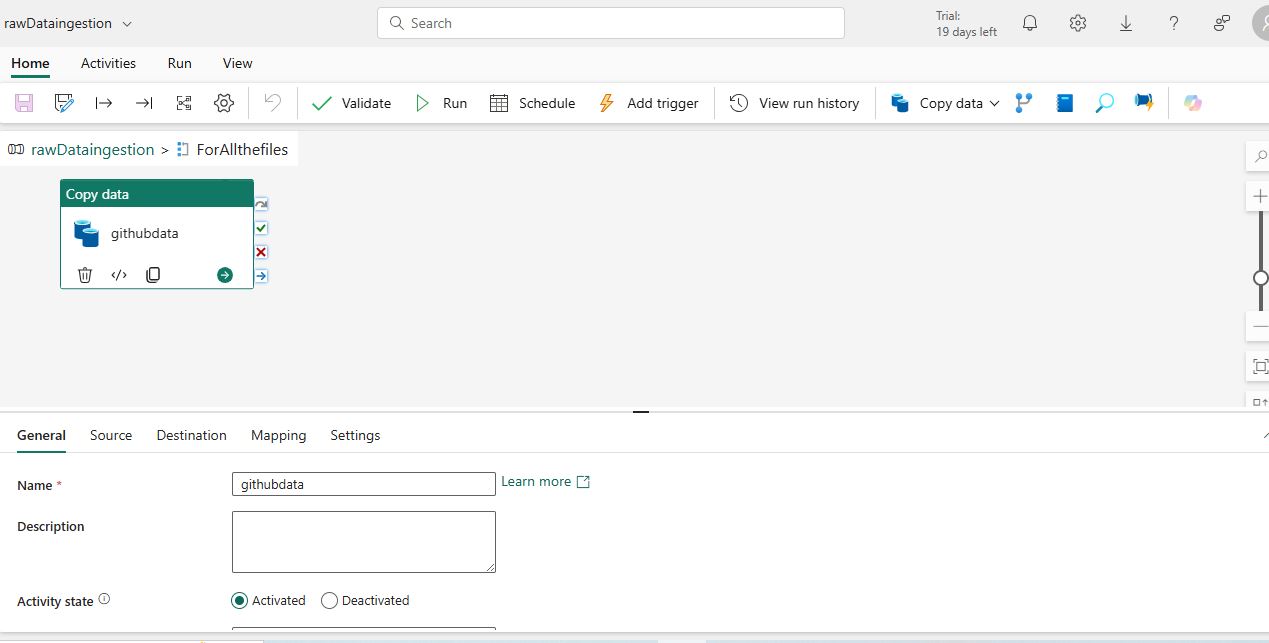 rawDataingestion
Search
Trial:
19 days left
Home Activities Run View
Validate Run Schedule Add trigger View run history Copy data
rawDataingestion > ForAllthefiles
Copy data
githubdata
General Source Destination Mapping Settings
Name * githubdata Learn more
Description
Activity state Activated Deactivated